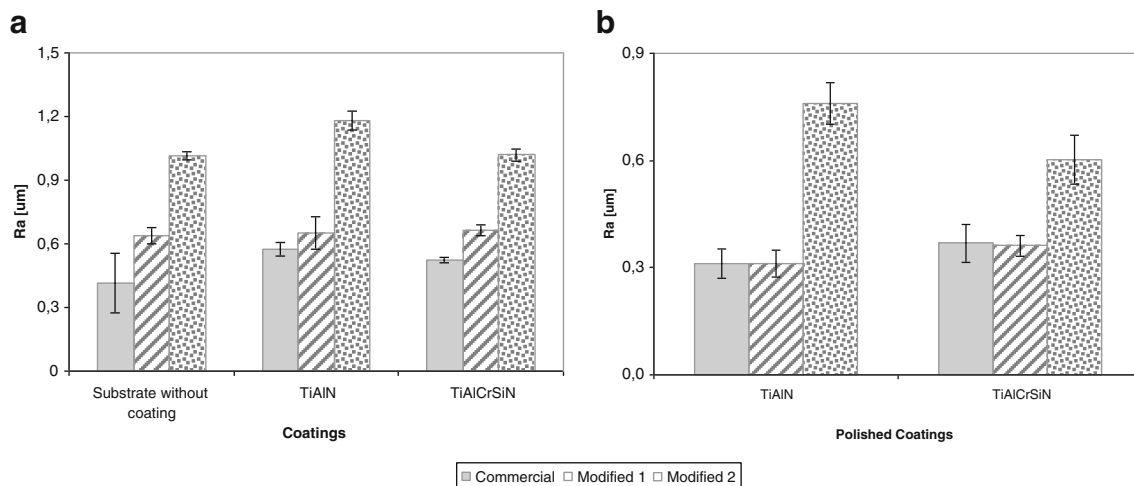 a
1,5
1,2
0,9
0,6
0,3
0
Ra [um]
Substrate without
coating
TiAlN
TiAlCrSiN
Coatings
b
0,9
0,6
0,3
0,0
Ra [um]
TiAlN
TiAlCrSiN
Polished Coatings
Commercial Modified 1 Modified 2